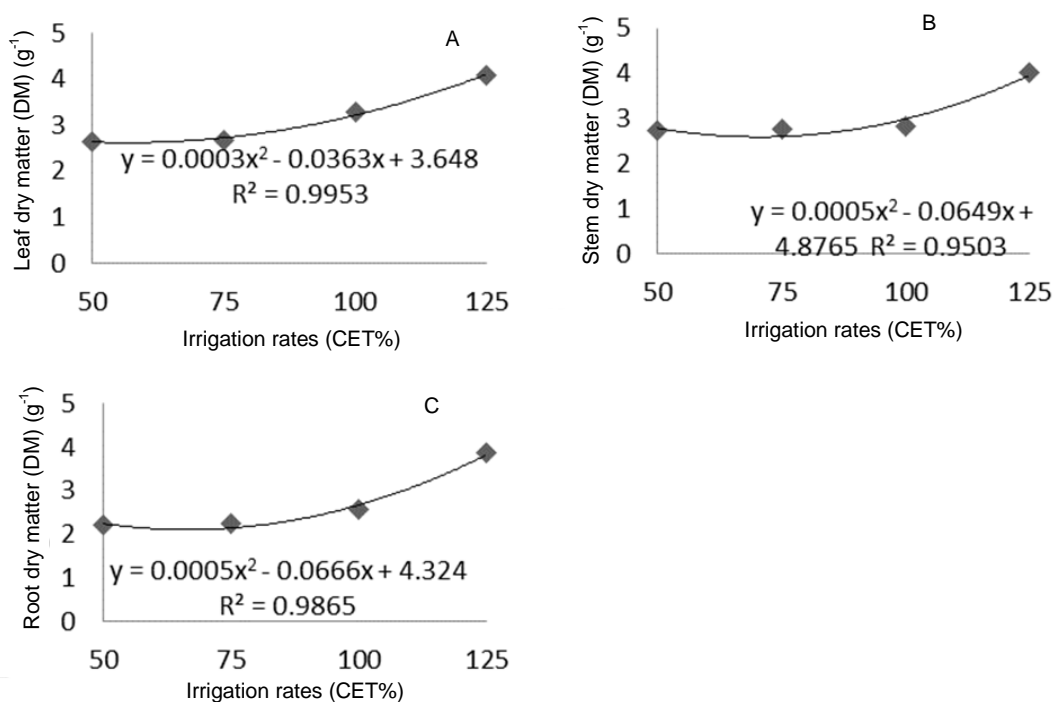 A
Leaf dry matter (DM) (g⁻¹)
5
4
3
2
1
0
y = 0.0003x² - 0.0363x + 3.648
R² = 0.9953
50 75 100 125
Irrigation rates (CET%)
B
Stem dry matter (DM) (g⁻¹)
5
4
3
2
1
0
y = 0.0005x² - 0.0649x +
4.8765 R² = 0.9503
50 75 100 125
Irrigation rates (CET%)
C
Root dry matter (DM) (g⁻¹)
5
4
3
2
1
0
y = 0.0005x² - 0.0666x + 4.324
R² = 0.9865
50 75 100 125
Irrigation rates (CET%)